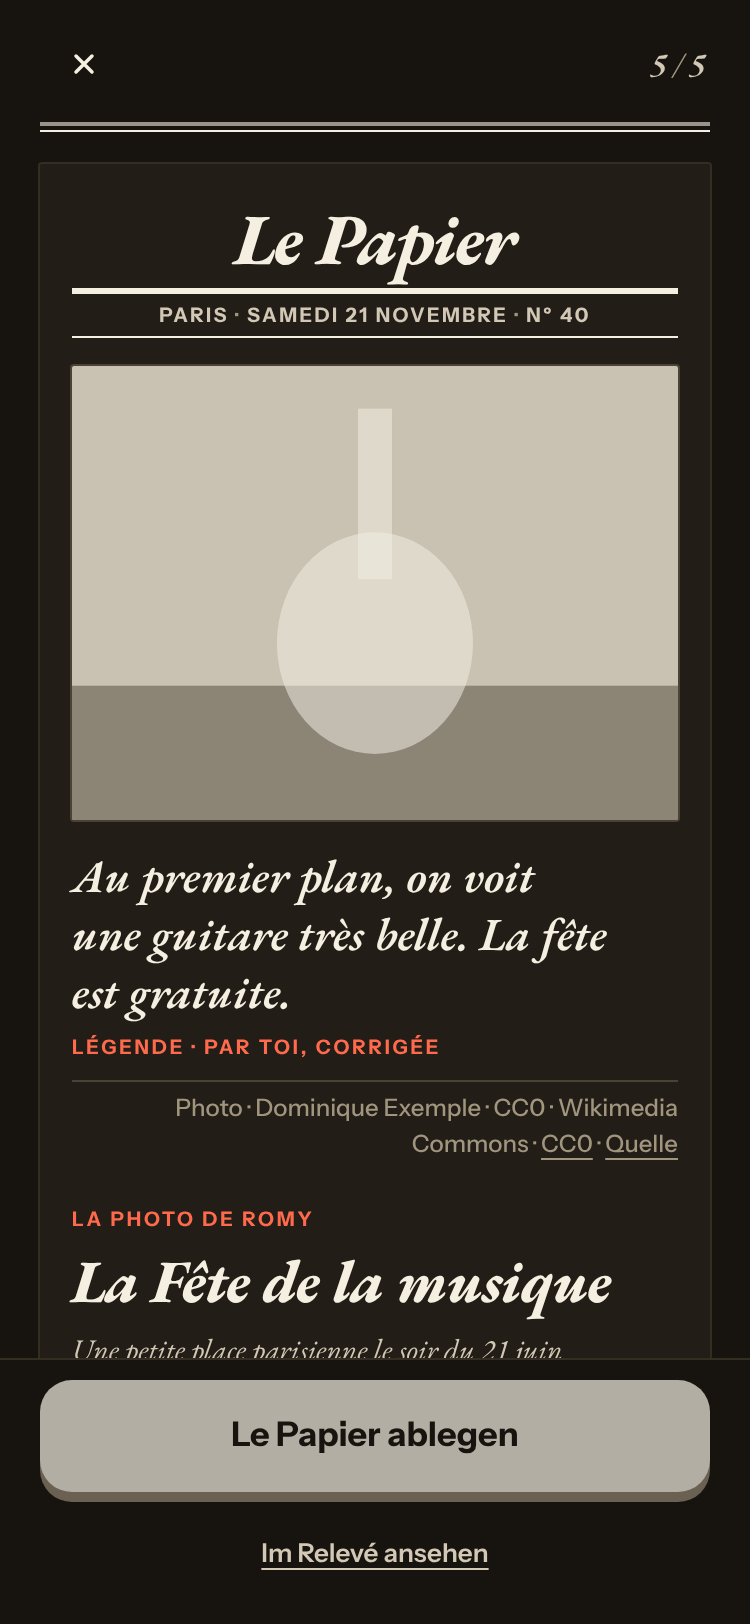 5/5
Le Papier
PARIS · SAMEDI 21 NOVEMBRE · N° 40
Au premier plan, on voit
une guitare très belle. La fête
est gratuite.
LÉGENDE · PAR TOI, CORRIGÉE
Photo · Dominique Exemple · CC0 · Wikimedia
Commons · CC0 · Quelle
LA PHOTO DE ROMY
La Fête de la musique
Une petite place parisienne le soir du 21 juin
Le Papier ablegen
Im Relevé ansehen